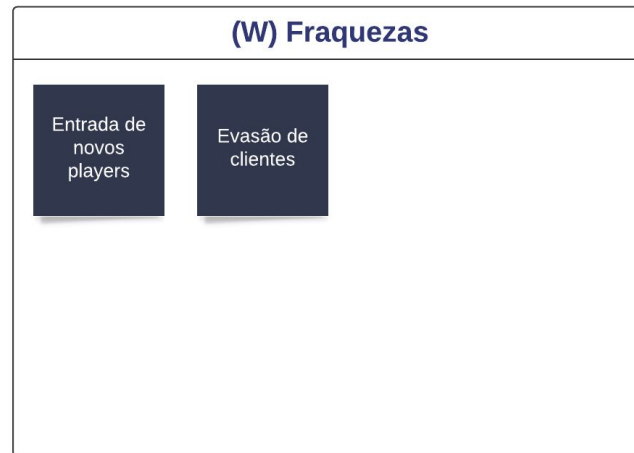 (W) Fraquezas
Entrada de
novos
players
Evasão de
clientes